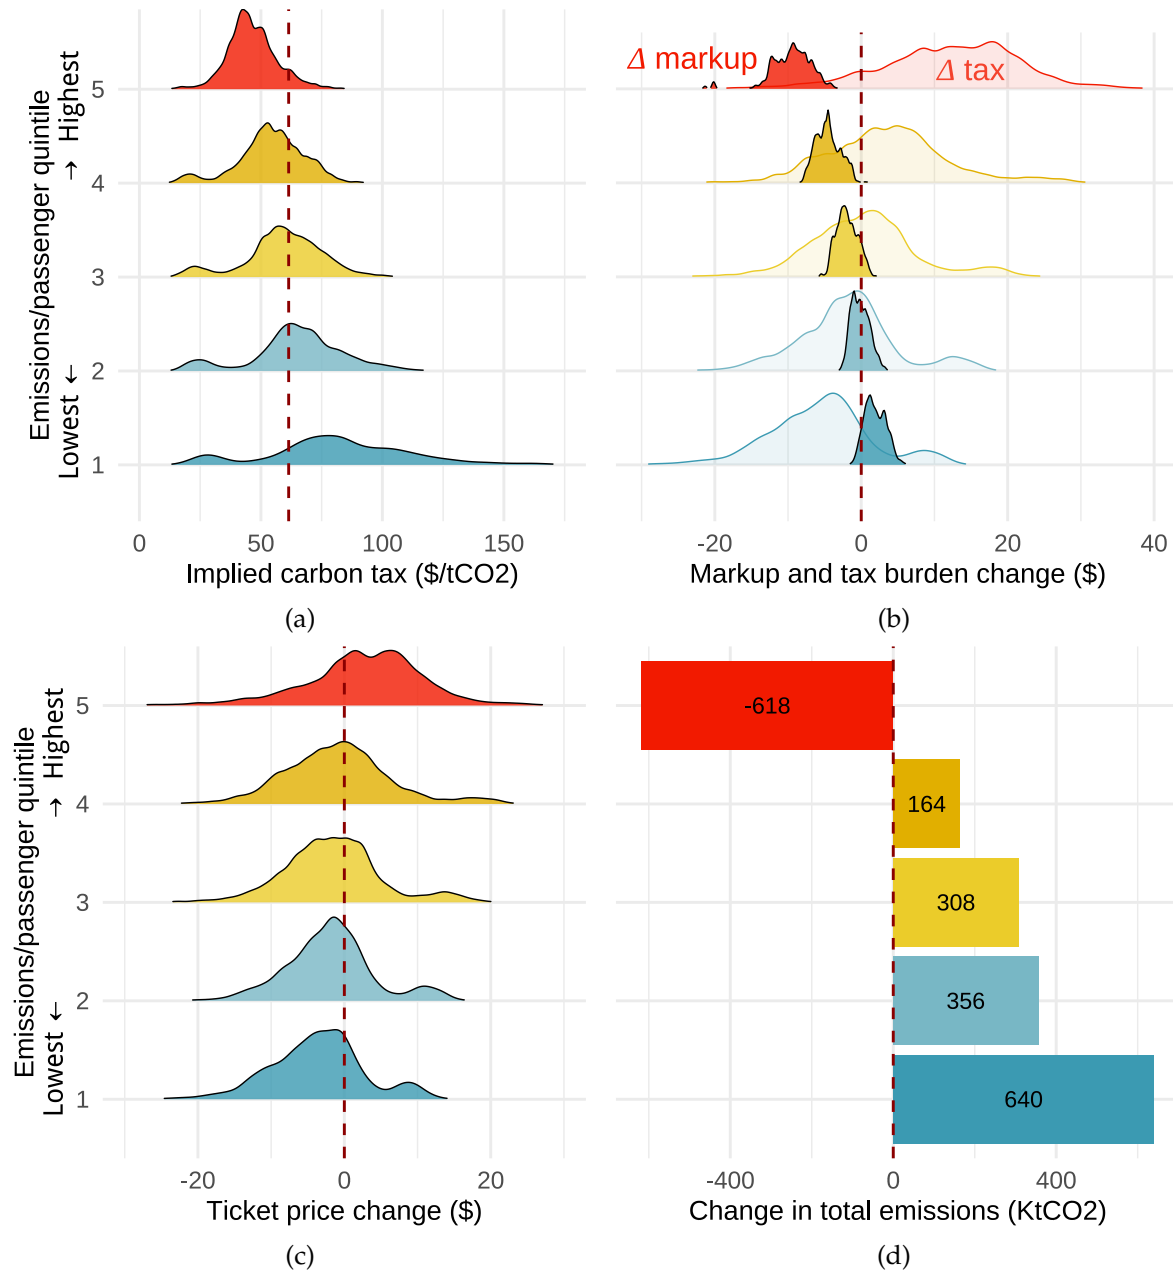 Emissions/passenger quintile
Lowest ← → Highest
5
4
3
2
1
0 50 100 150
Implied carbon tax ($/tCO2)
(a)
Δ markup
Δ tax
-20 0 20 40
Markup and tax burden change ($)
(b)
Emissions/passenger quintile
Lowest ← → Highest
5
4
3
2
1
-20 0 20
Ticket price change ($)
(c)
-618
164
308
356
640
-400 0 400
Change in total emissions (KtCO2)
(d)